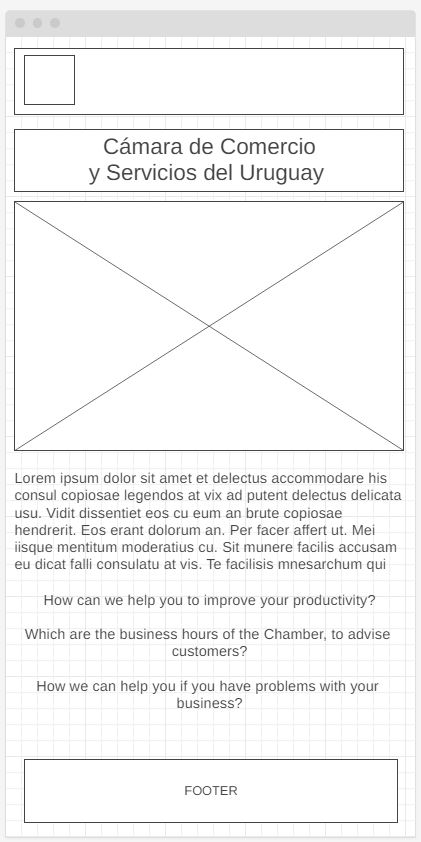 Cámara de Comercio
y Servicios del Uruguay
Lorem ipsum dolor sit amet et delectus accommodare his
consul copiosae legendos at vix ad putent delectus delicata
usu. Vidit dissentiet eos cu eum an brute copiosae
hendrerit. Eos erant dolorum an. Per facer affert ut. Mei
iisque mentitum moderatius cu. Sit munere facilis accusam
eu dicat falli consulatu at vis. Te facilisis mnesarchum qui
How can we help you to improve your productivity?
Which are the business hours of the Chamber, to advise
customers?
How we can help you if you have problems with your
business?
FOOTER